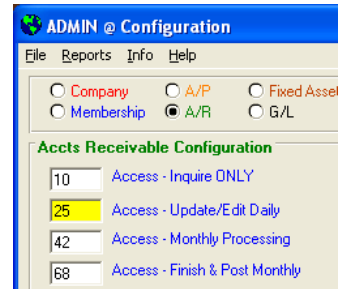 ADMIN @ Configuration
File Reports Info Help
Company A/P Fixed Asset
Membership A/R G/L
Accts Receivable Configuration
10 Access - Inquire ONLY
25 Access - Update/Edit Daily
42 Access - Monthly Processing
68 Access - Finish & Post Monthly